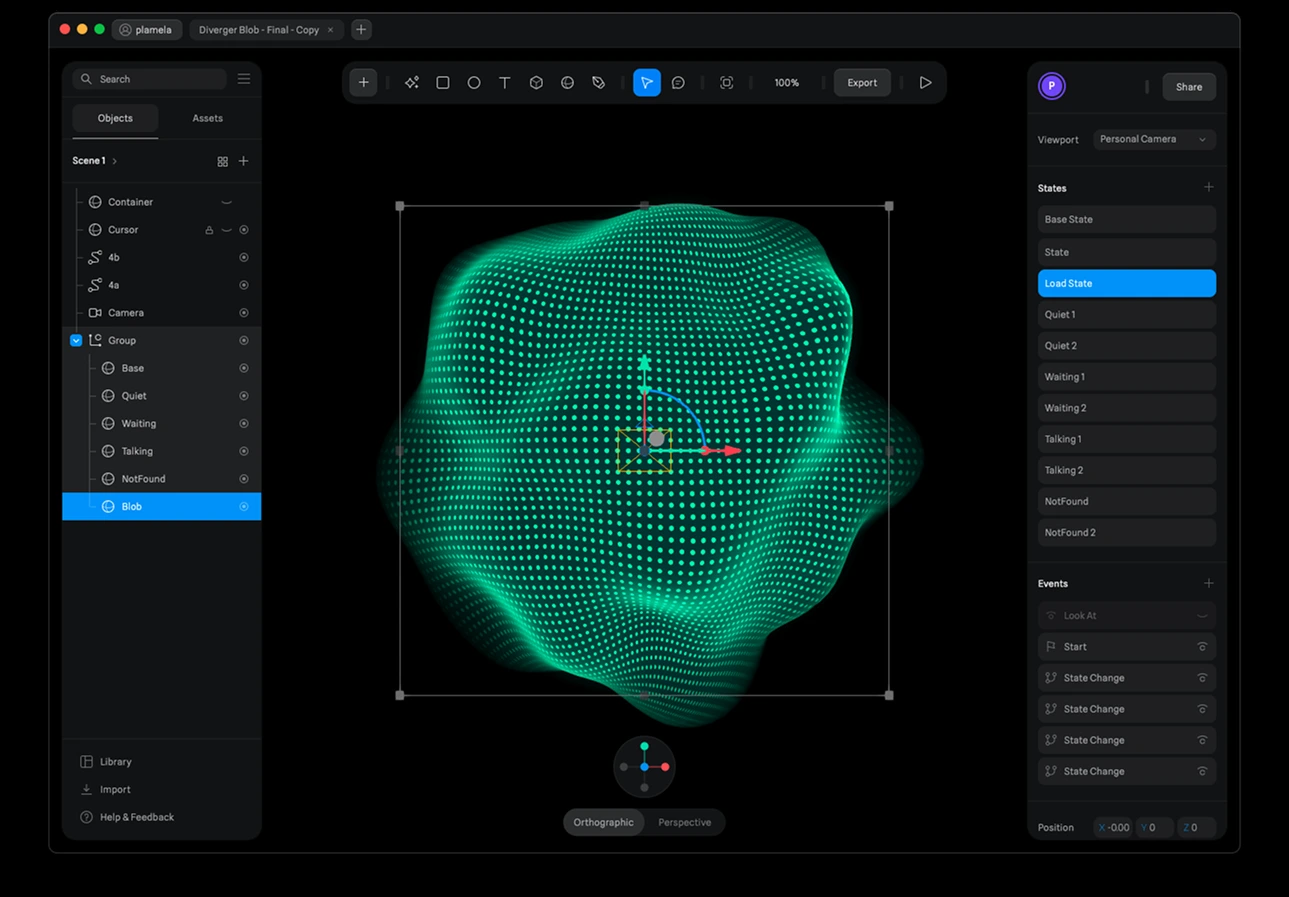 plamela
Diverger Blob - Final - Copy
Search
Objects
Assets
Scene 1
Container
Cursor
4b
4a
Camera
Group
Base
Quiet
Waiting
Talking
NotFound
Blob
Library
Import
Help & Feedback
100%
Export
Orthographic
Perspective
P
Share
Viewport
Personal Camera
States
Base State
State
Load State
Quiet 1
Quiet 2
Waiting 1
Waiting 2
Talking 1
Talking 2
NotFound
NotFound 2
Events
Look At
Start
State Change
State Change
State Change
State Change
Position X -0.00 Y 0 Z 0